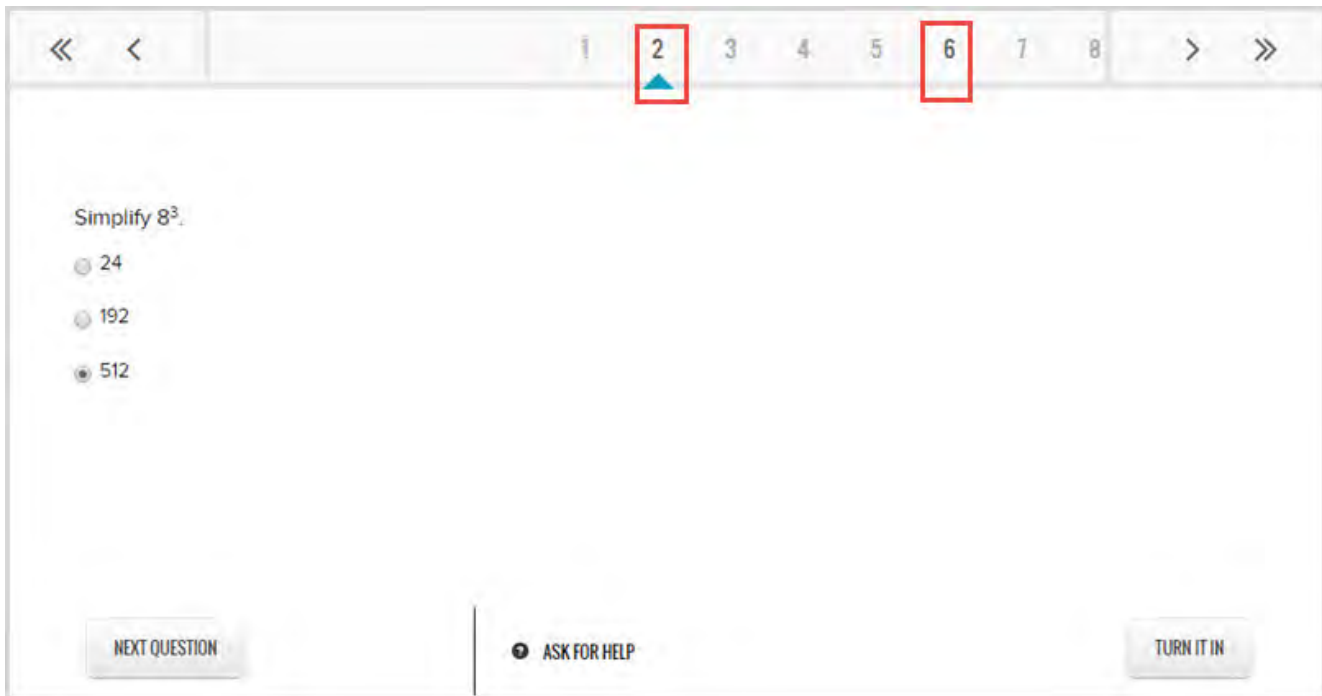 1 2 3 4 5 6 7 8
Simplify 8³.
24
192
512
NEXT QUESTION
? ASK FOR HELP
TURN IT IN